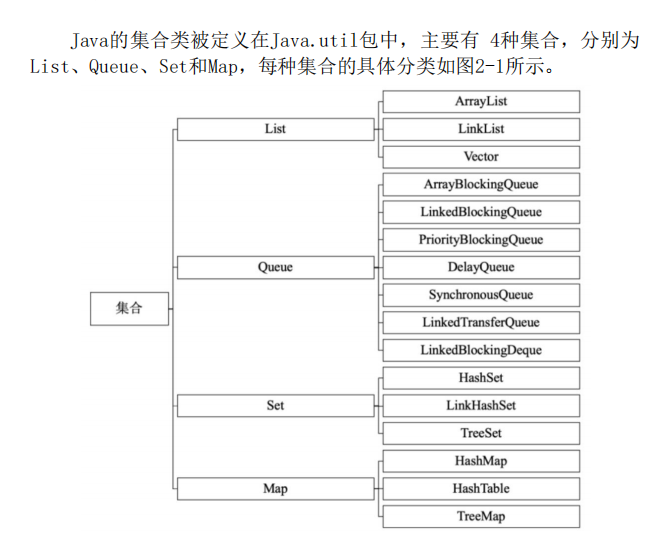 Java的集合类被定义在Java.util包中，主要有 4种集合，分别为
List、Queue、Set和Map，每种集合的具体分类如图2-1所示。
集合
List
ArrayList
LinkList
Vector
Queue
ArrayBlockingQueue
LinkedBlockingQueue
PriorityBlockingQueue
DelayQueue
SynchronousQueue
LinkedTransferQueue
LinkedBlockingDeque
Set
HashSet
LinkHashSet
TreeSet
Map
HashMap
HashTable
TreeMap